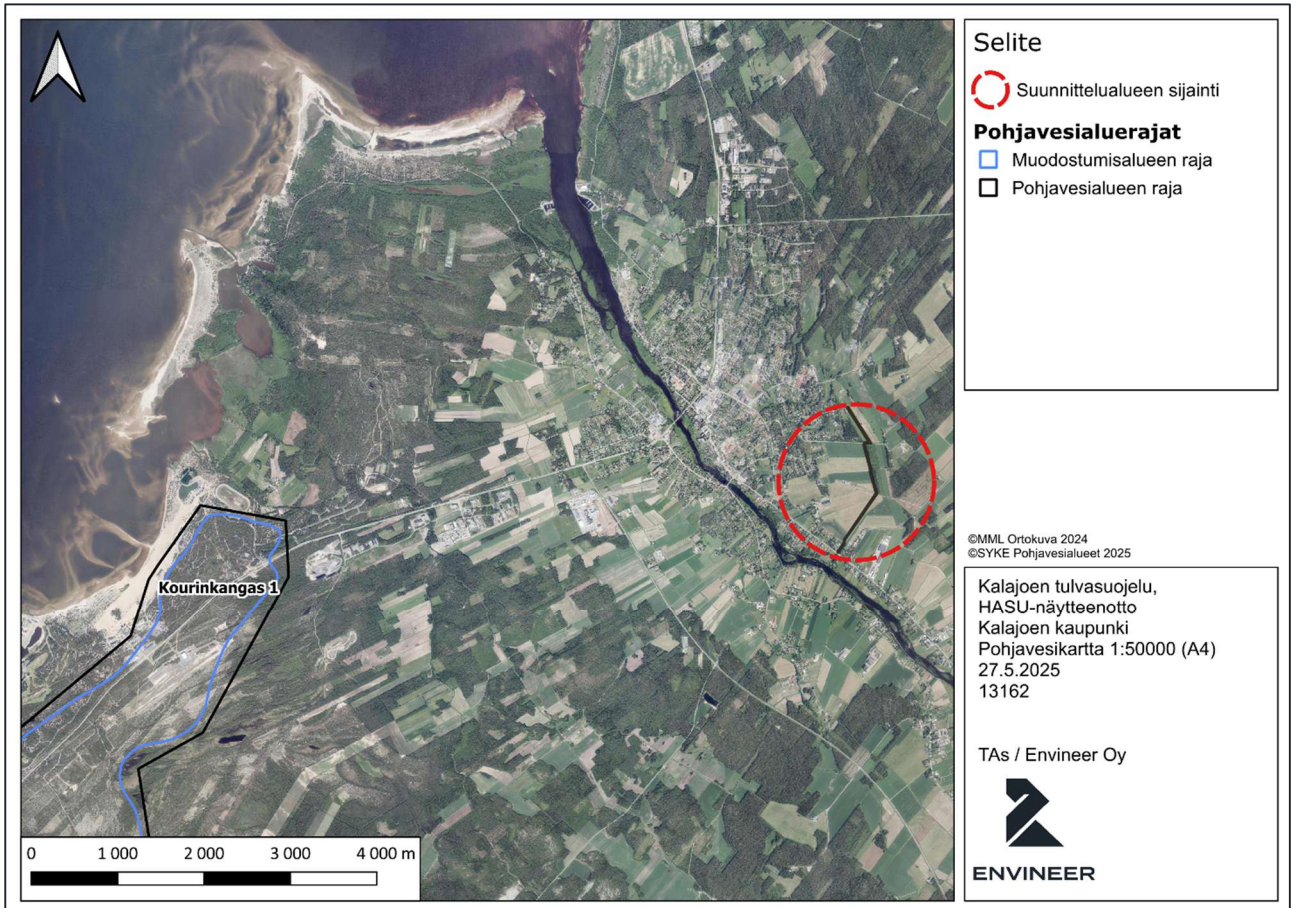 Selite
Suunnittelualueen sijainti
Pohjavesialuerajat
Muodostumisalueen raja
Pohjavesialueen raja
Kourinkangas 1
0 1 000 2 000 3 000 4 000 m
©MML Ortokuva 2024
©SYKE Pohjavesialueet 2025
Kalajoen tulvasuojelu,
HASU-näytteenotto
Kalajoen kaupunki
Pohjavesikartta 1:50000 (A4)
27.5.2025
13162
TAs / Envineer Oy
ENVINEER